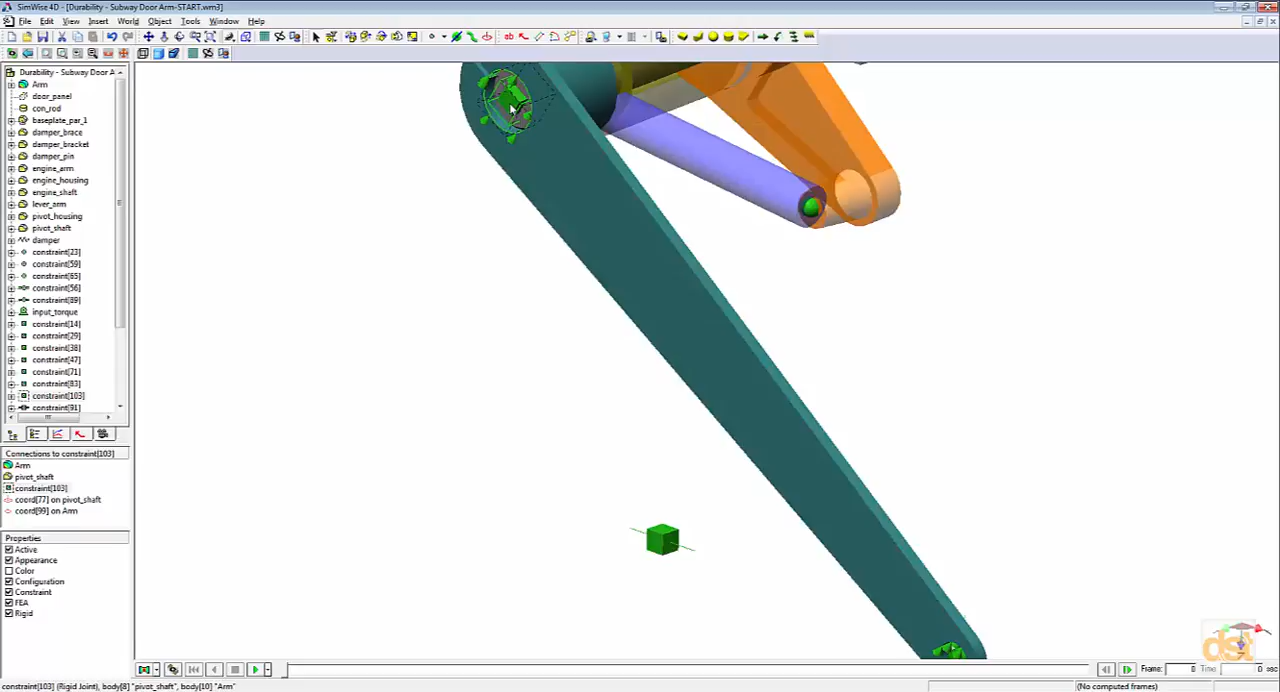 SimWise 4D - [Durability - Subway Door Arm-START.wm3]
File Edit View Insert World Object Tools Window Help
Durability - Subway Door A
Arm
door_panel
con_rod
baseplate_par_1
damper_brace
damper_bracket
damper_pin
engine_arm
engine_housing
engine_shaft
lever_arm
pivot_housing
pivot_shaft
damper
constraint[23]
constraint[59]
constraint[65]
constraint[56]
constraint[89]
input_torque
constraint[14]
constraint[29]
constraint[38]
constraint[47]
constraint[71]
constraint[83]
constraint[103]
constraint[91]
Connections to constraint[103]
Arm
pivot_shaft
constraint[103]
coord[77] on pivot_shaft
coord[99] on Arm
Properties
Active
Appearance
Color
Configuration
Constraint
FEA
Rigid
dst
Frame: 0 Time 0 sec
constraint[103] (Rigid Joint), body[8] "pivot_shaft", body[10] "Arm"
(No computed frames)